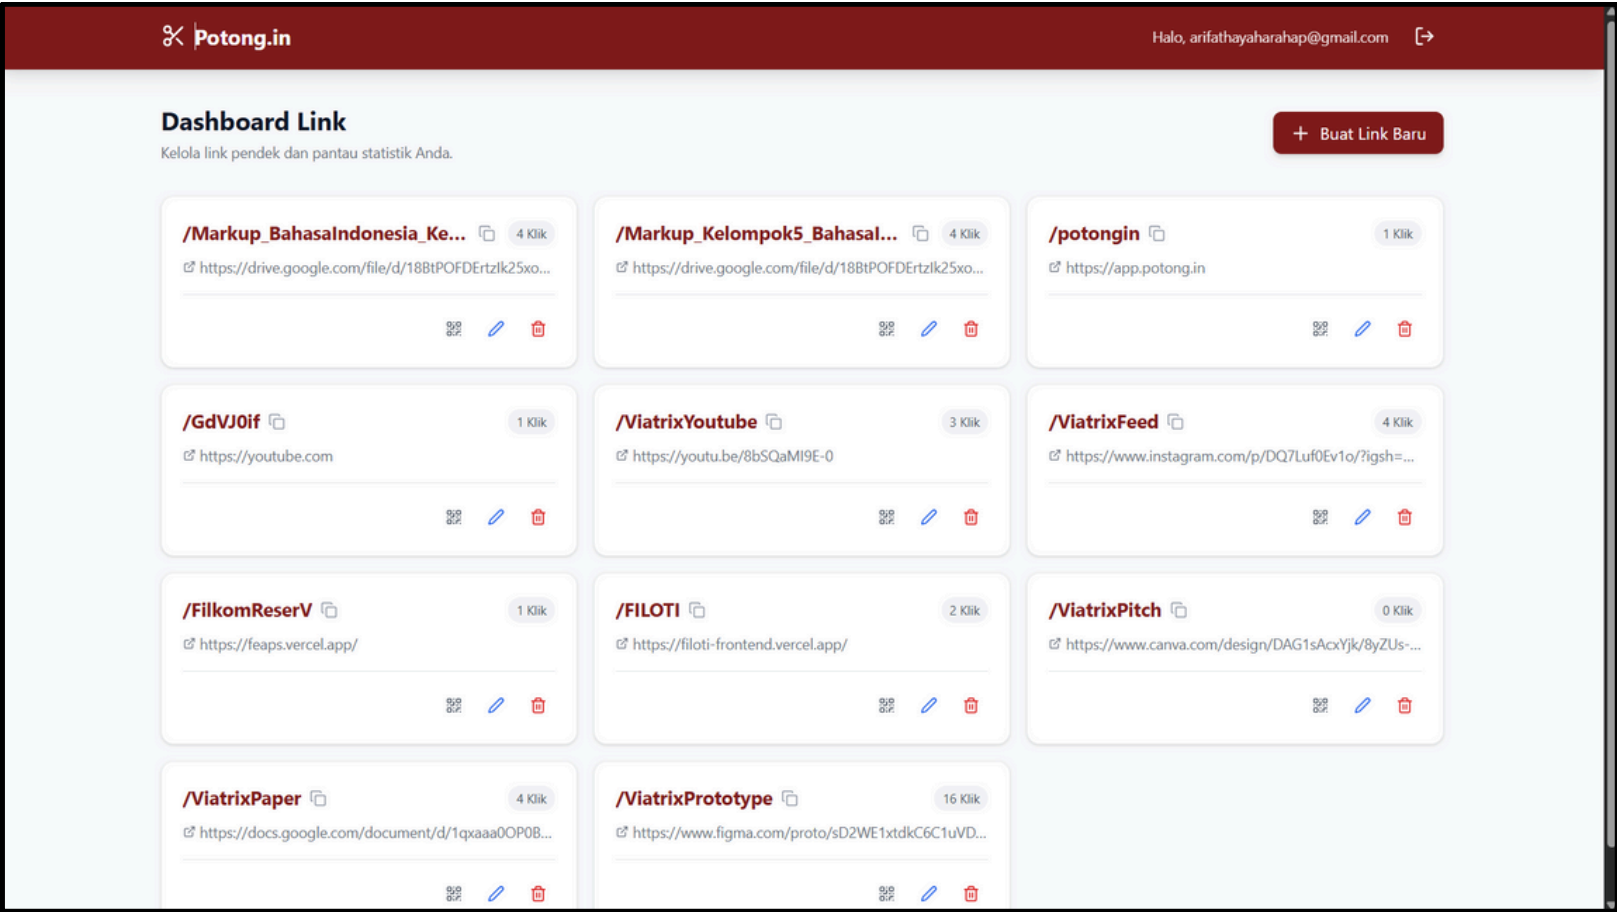 Potong.in
Halo, arifathayaharahap@gmail.com
Dashboard Link
Kelola link pendek dan pantau statistik Anda.
+ Buat Link Baru
/Markup_BahasaIndonesia_Ke... 4 Klik
https://drive.google.com/file/d/18BtPOFDErtzIk25xo...
/Markup_Kelompok5_BahasaI... 4 Klik
https://drive.google.com/file/d/18BtPOFDErtzIk25xo...
/potongin 1 Klik
https://app.potong.in
/GdVJ0if 1 Klik
https://youtube.com
/ViatrixYoutube 3 Klik
https://youtu.be/8bSQaMI9E-0
/ViatrixFeed 4 Klik
https://www.instagram.com/p/DQ7Luf0Ev1o/?igsh=...
/FilkomReserV 1 Klik
https://feaps.vercel.app/
/FILOTI 2 Klik
https://filoti-frontend.vercel.app/
/ViatrixPitch 0 Klik
https://www.canva.com/design/DAG1sAcxYjk/8yZUs-...
/ViatrixPaper 4 Klik
https://docs.google.com/document/d/1qxaaa0OP0B...
/ViatrixPrototype 16 Klik
https://www.figma.com/proto/sD2WE1xtdkC6C1uVD...